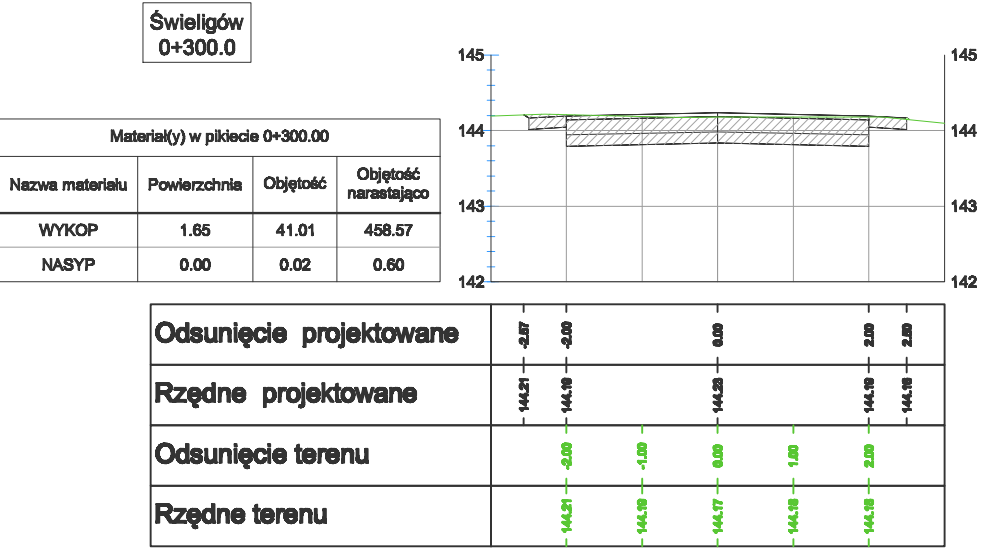 Świeligów
0+300.0
145 145
144 144
143 143
142 142
Materiał(y) w pikiecie 0+300.00
Nazwa materiału Powierzchnia Objętość Objętość narastająco
WYKOP 1.65 41.01 458.57
NASYP 0.00 0.02 0.60
Odsunięcie projektowane -2.57 -2.00 0.00 2.00 2.50
Rzędne projektowane 144.21 144.19 144.23 144.19 144.16
Odsunięcie terenu -2.00 -1.00 0.00 1.00 2.00
Rzędne terenu 144.21 144.19 144.17 144.18 144.18